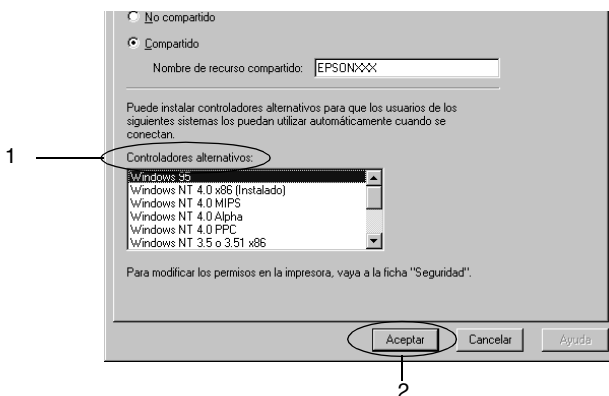 No compartido
Compartido
Nombre de recurso compartido: EPSONXXX
Puede instalar controladores alternativos para que los usuarios de los
siguientes sistemas los puedan utilizar automáticamente cuando se
conectan.
1
Controladores alternativos:
Windows 95
Windows NT 4.0 x86 (Instalado)
Windows NT 4.0 MIPS
Windows NT 4.0 Alpha
Windows NT 4.0 PPC
Windows NT 3.5 o 3.51 x86
Para modificar los permisos en la impresora, vaya a la ficha "Seguridad".
Aceptar Cancelar Ayuda
2